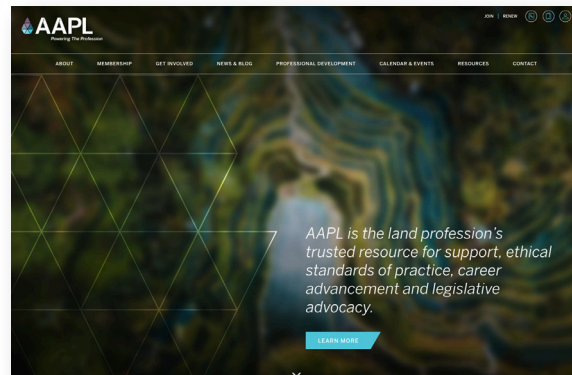 AAPL
Powering The Profession
JOIN | RENEW
ABOUT MEMBERSHIP GET INVOLVED NEWS & BLOG PROFESSIONAL DEVELOPMENT CALENDAR & EVENTS RESOURCES CONTACT
AAPL is the land profession's
trusted resource for support, ethical
standards of practice, career
advancement and legislative
advocacy.
LEARN MORE